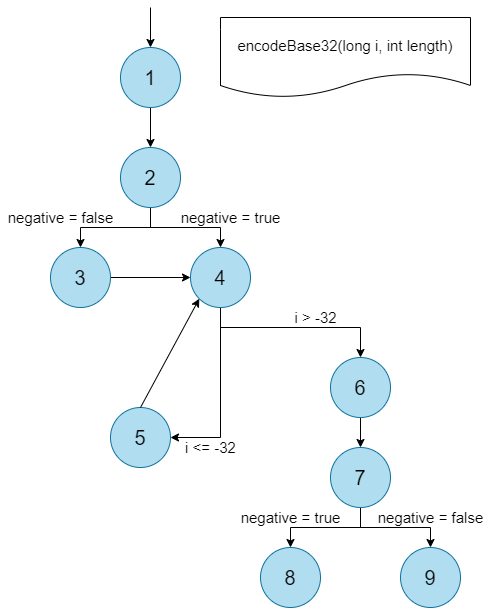 encodeBase32(long i, int length)
1
2
negative = false
negative = true
3
4
i > -32
5
i <= -32
6
7
negative = true
negative = false
8
9